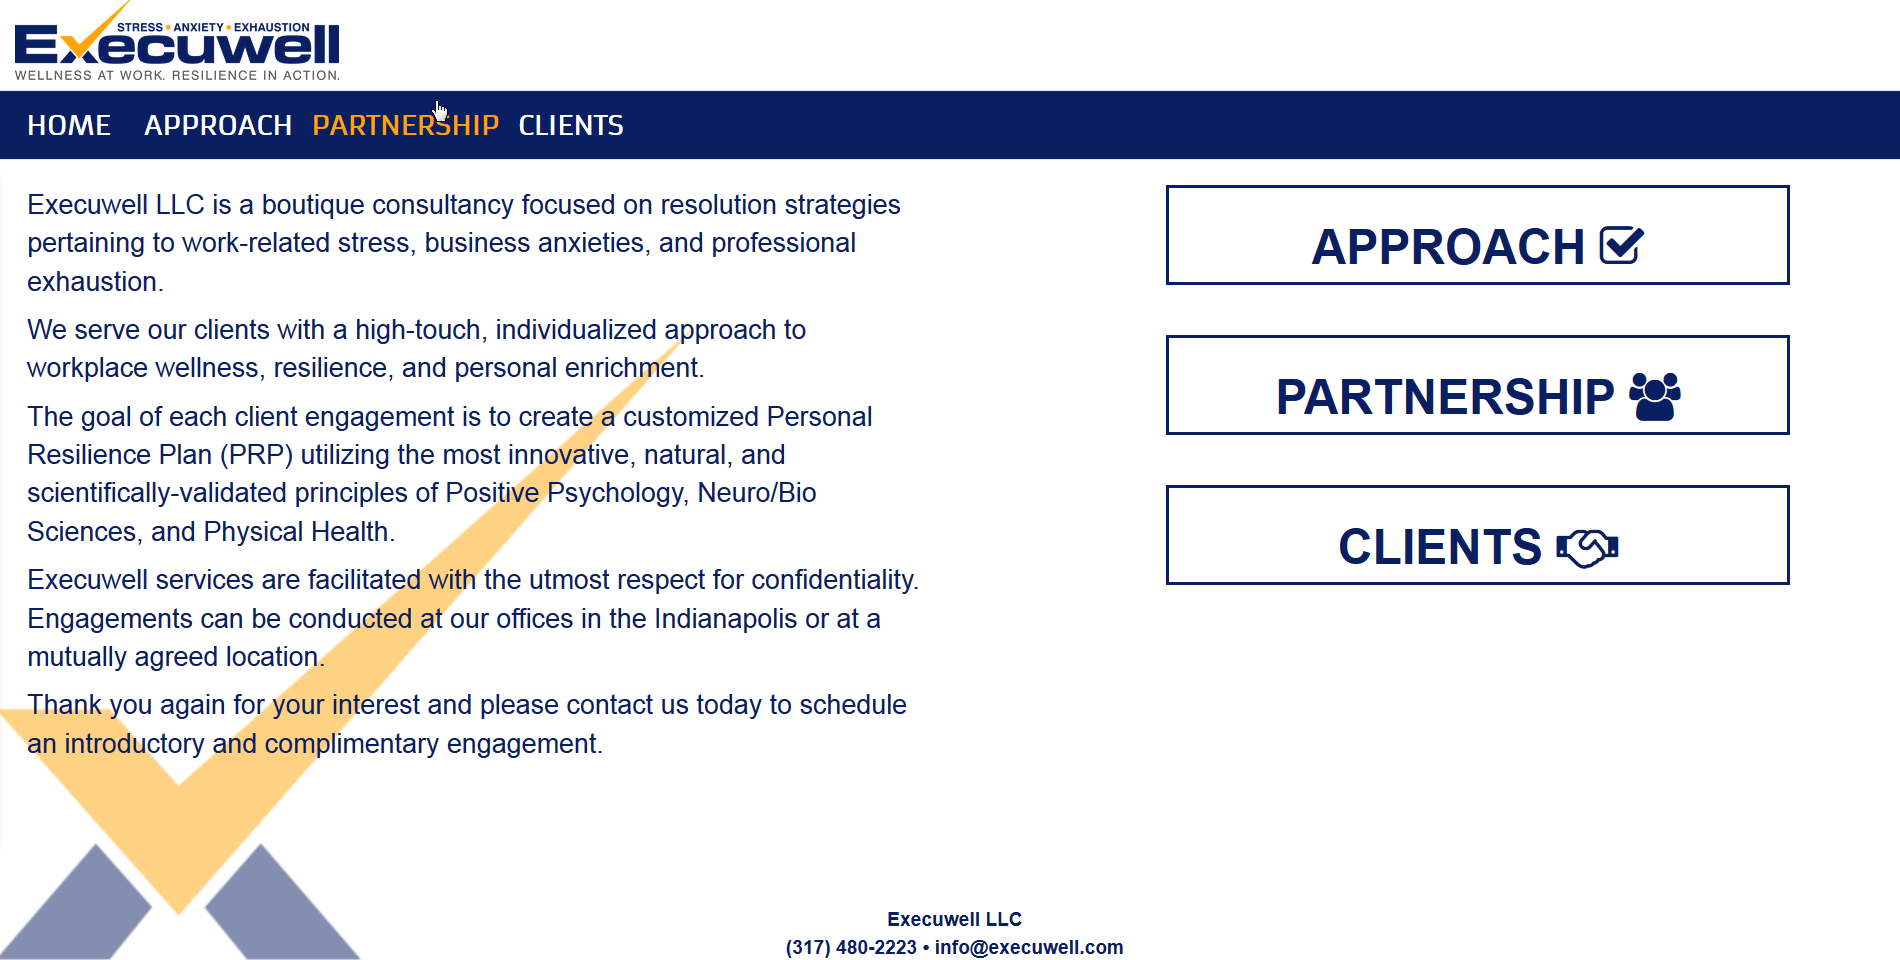 STRESS • ANXIETY • EXHAUSTION
Execuwell
WELLNESS AT WORK. RESILIENCE IN ACTION.
HOME APPROACH PARTNERSHIP CLIENTS
Execuwell LLC is a boutique consultancy focused on resolution strategies
pertaining to work-related stress, business anxieties, and professional
exhaustion.
We serve our clients with a high-touch, individualized approach to
workplace wellness, resilience, and personal enrichment.
The goal of each client engagement is to create a customized Personal
Resilience Plan (PRP) utilizing the most innovative, natural, and
scientifically-validated principles of Positive Psychology, Neuro/Bio
Sciences, and Physical Health.
Execuwell services are facilitated with the utmost respect for confidentiality.
Engagements can be conducted at our offices in the Indianapolis or at a
mutually agreed location.
Thank you again for your interest and please contact us today to schedule
an introductory and complimentary engagement.
APPROACH
PARTNERSHIP
CLIENTS
Execuwell LLC
(317) 480-2223 • info@execuwell.com